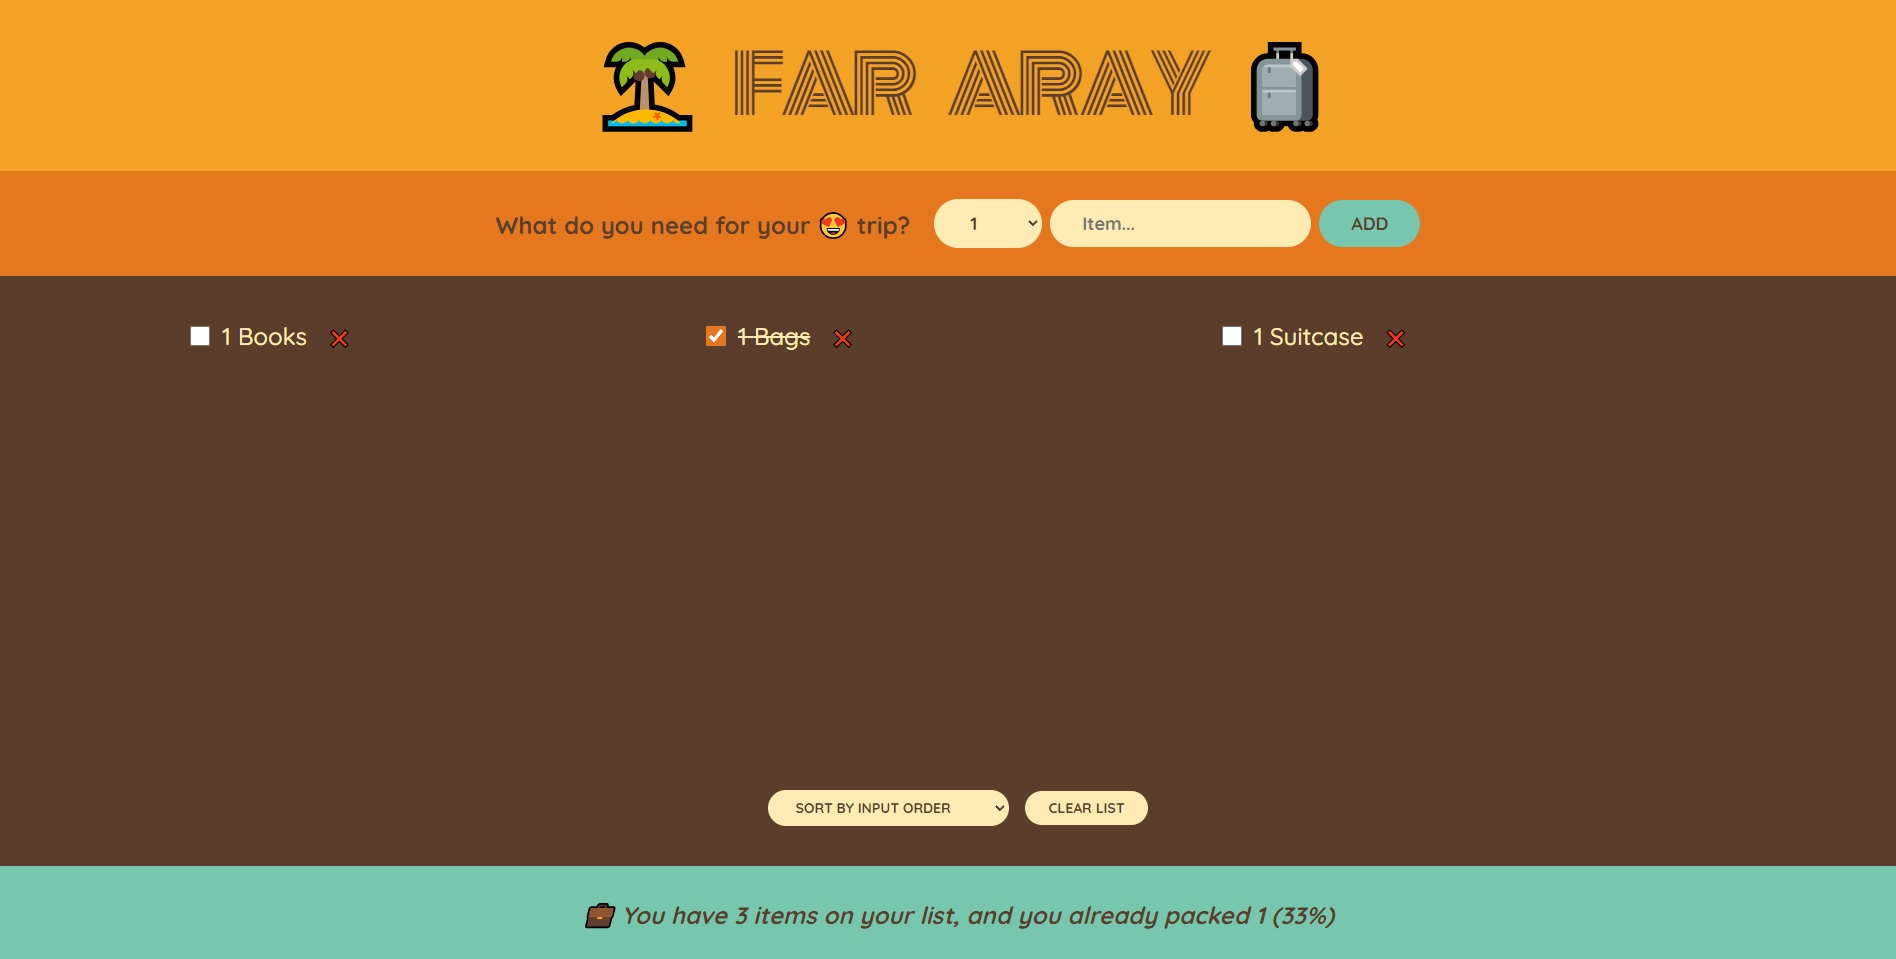 FAR ARAY
What do you need for your 😍 trip? 1 Item... ADD
1 Books ❌ 1 Bags ❌ 1 Suitcase ❌
SORT BY INPUT ORDER CLEAR LIST
💼 You have 3 items on your list, and you already packed 1 (33%)